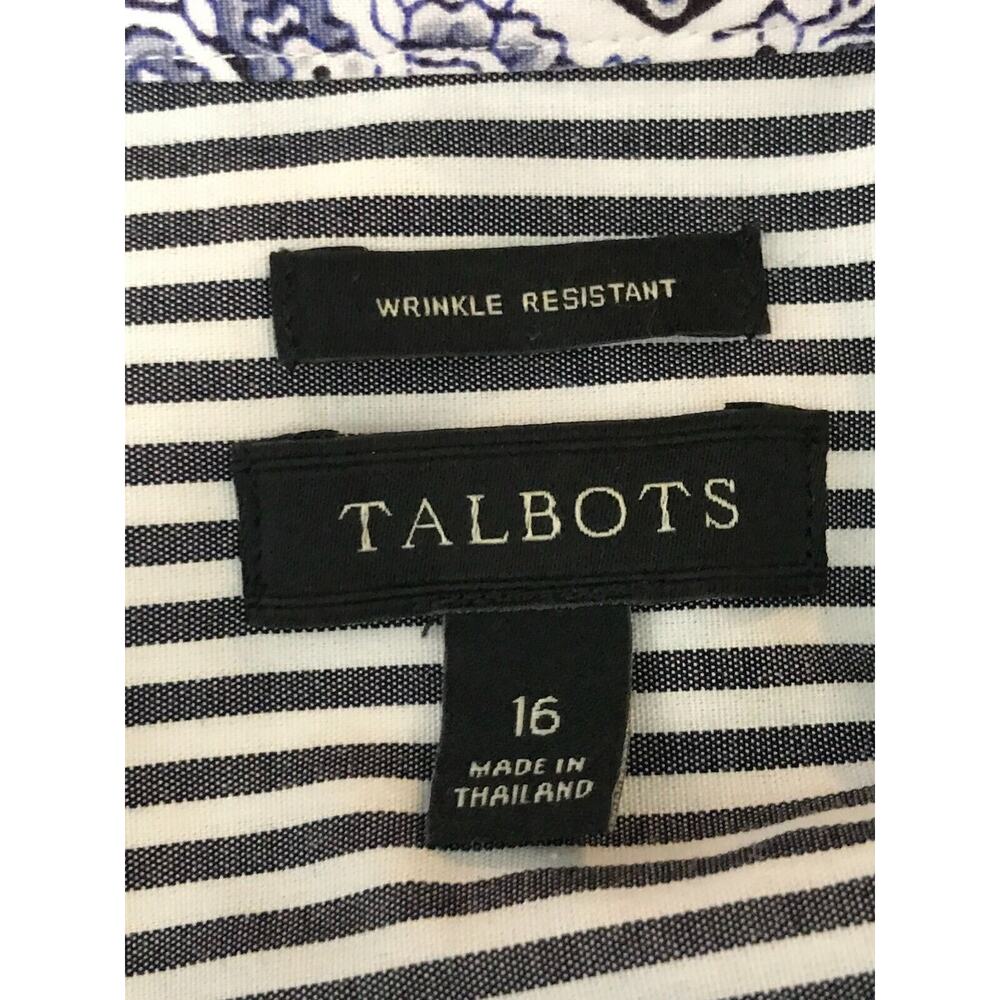 WRINKLE RESISTANT
TALBOTS
16
MADE IN
THAILAND